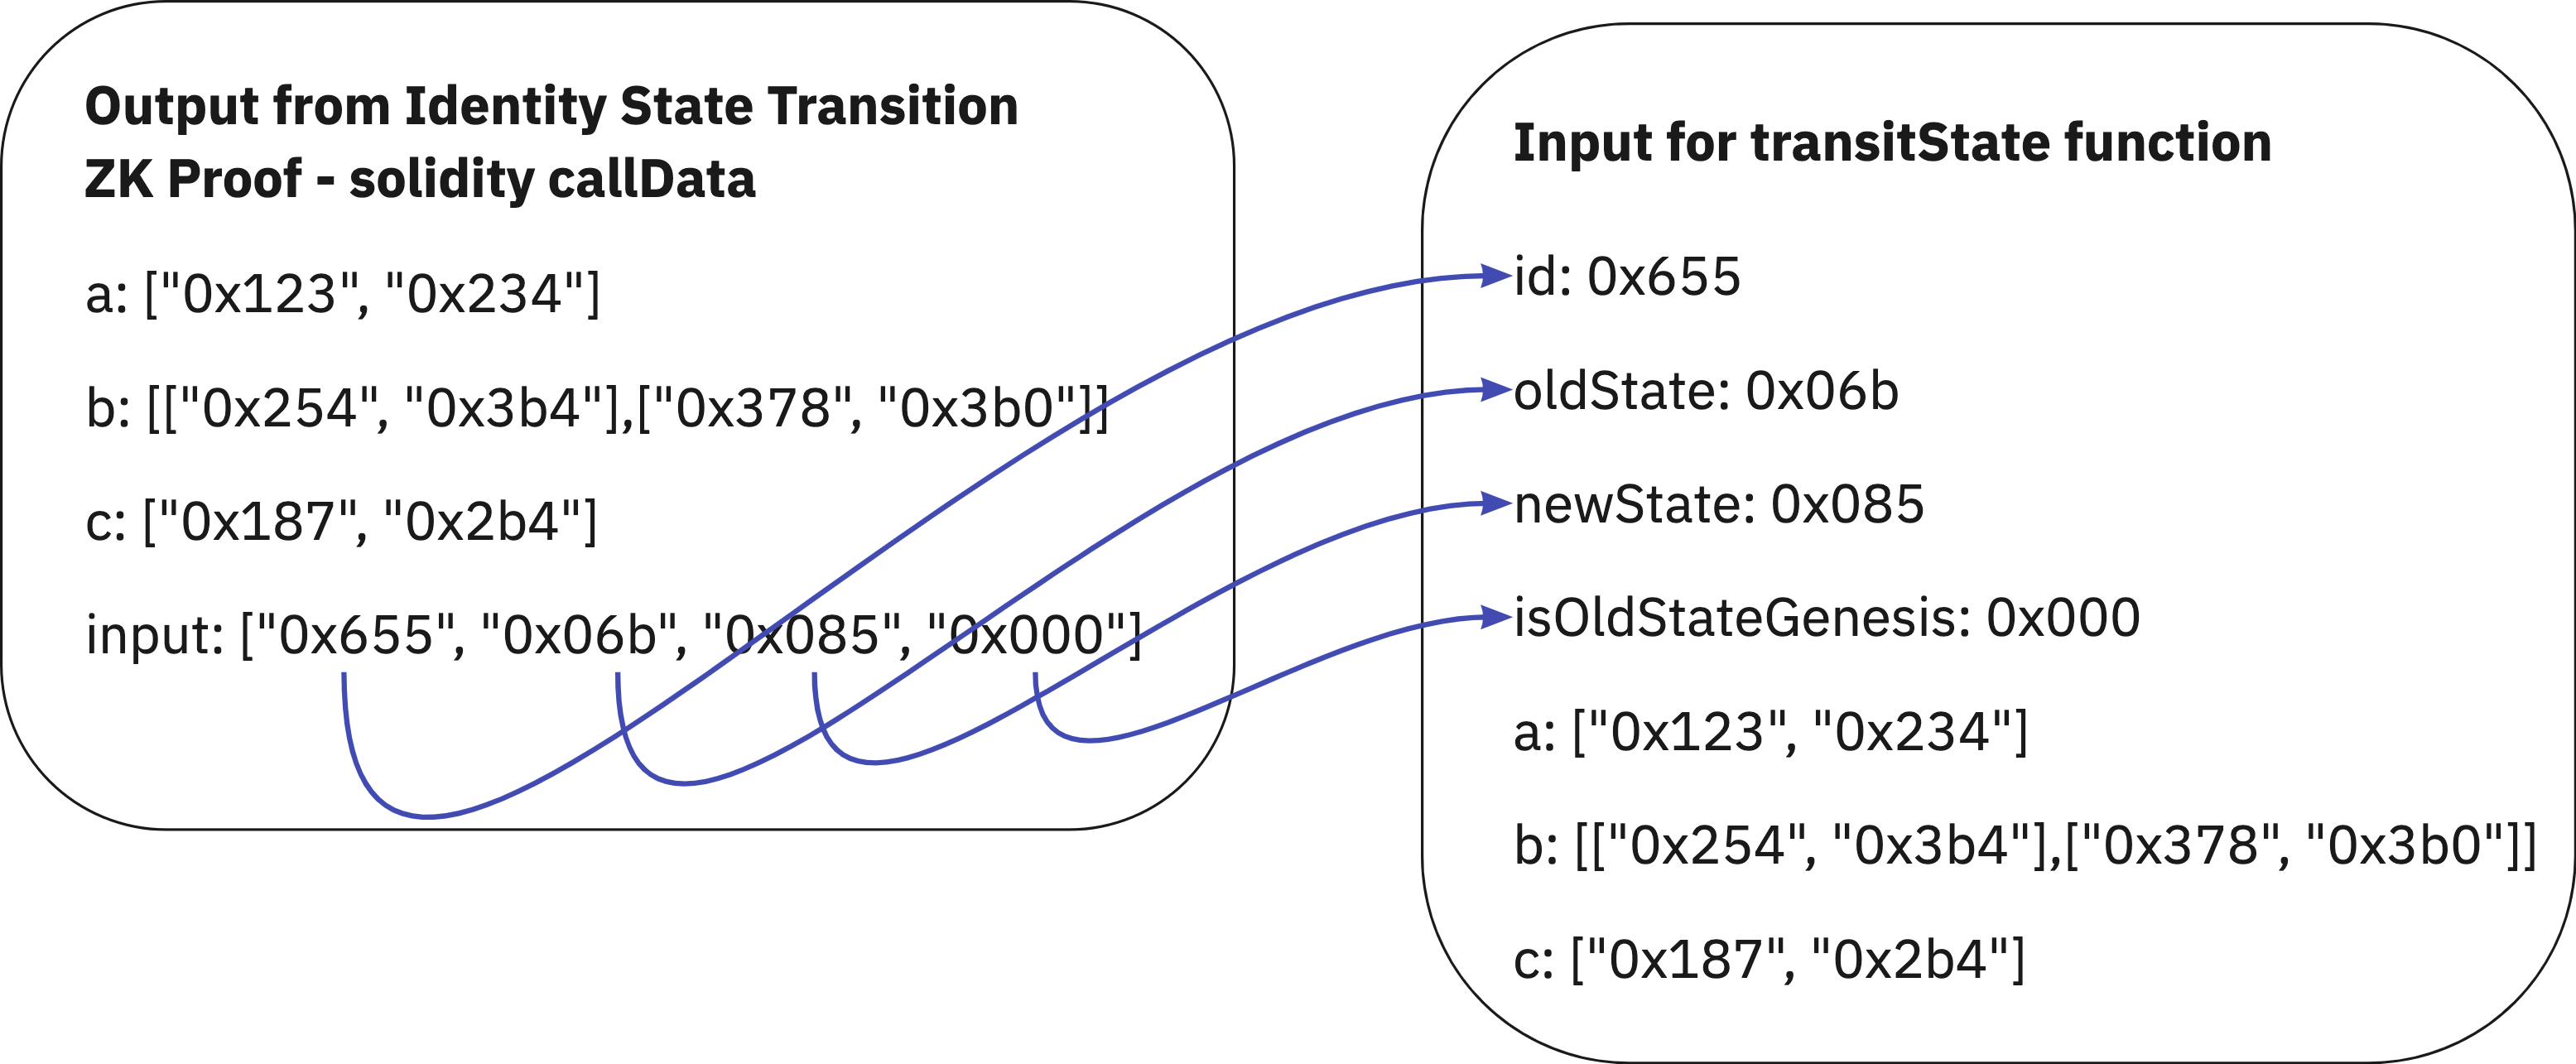 Output from Identity State Transition
ZK Proof - solidity callData
a: ["0x123", "0x234"]
b: [["0x254", "0x3b4"],["0x378", "0x3b0"]]
c: ["0x187", "0x2b4"]
input: ["0x655", "0x06b", "0x085", "0x000"]
Input for transitState function
id: 0x655
oldState: 0x06b
newState: 0x085
isOldStateGenesis: 0x000
a: ["0x123", "0x234"]
b: [["0x254", "0x3b4"],["0x378", "0x3b0"]]
c: ["0x187", "0x2b4"]